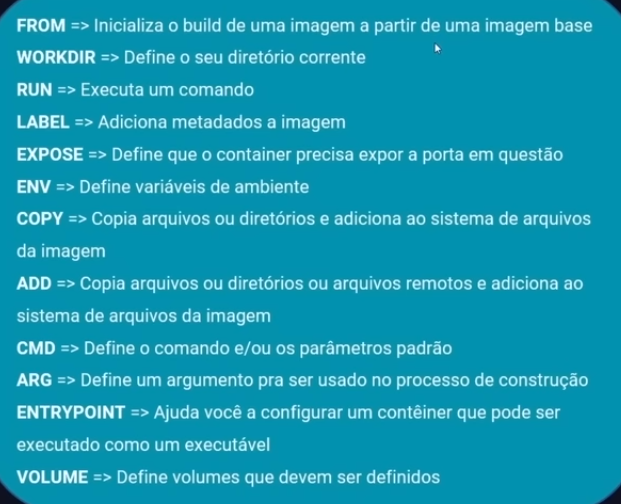 FROM => Inicializa o build de uma imagem a partir de uma imagem base
WORKDIR => Define o seu diretório corrente
RUN => Executa um comando
LABEL => Adiciona metadados a imagem
EXPOSE => Define que o container precisa expor a porta em questão
ENV => Define variáveis de ambiente
COPY => Copia arquivos ou diretórios e adiciona ao sistema de arquivos
da imagem
ADD => Copia arquivos ou diretórios ou arquivos remotos e adiciona ao
sistema de arquivos da imagem
CMD => Define o comando e/ou os parâmetros padrão
ARG => Define um argumento pra ser usado no processo de construção
ENTRYPOINT => Ajuda você a configurar um contêiner que pode ser
executado como um executável
VOLUME => Define volumes que devem ser definidos